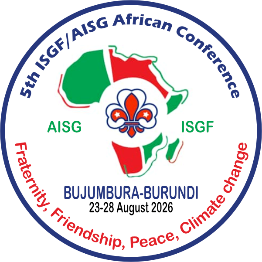 5th ISGF/AISG African Conference
AISG
ISGF
BUJUMBURA-BURUNDI
23-28 August 2026
Fraternity, Friendship, Peace, Climate change